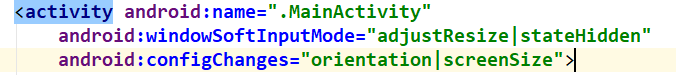 <activity android:name=".MainActivity"
android:windowSoftInputMode="adjustResize|stateHidden"
android:configChanges="orientation|screenSize">